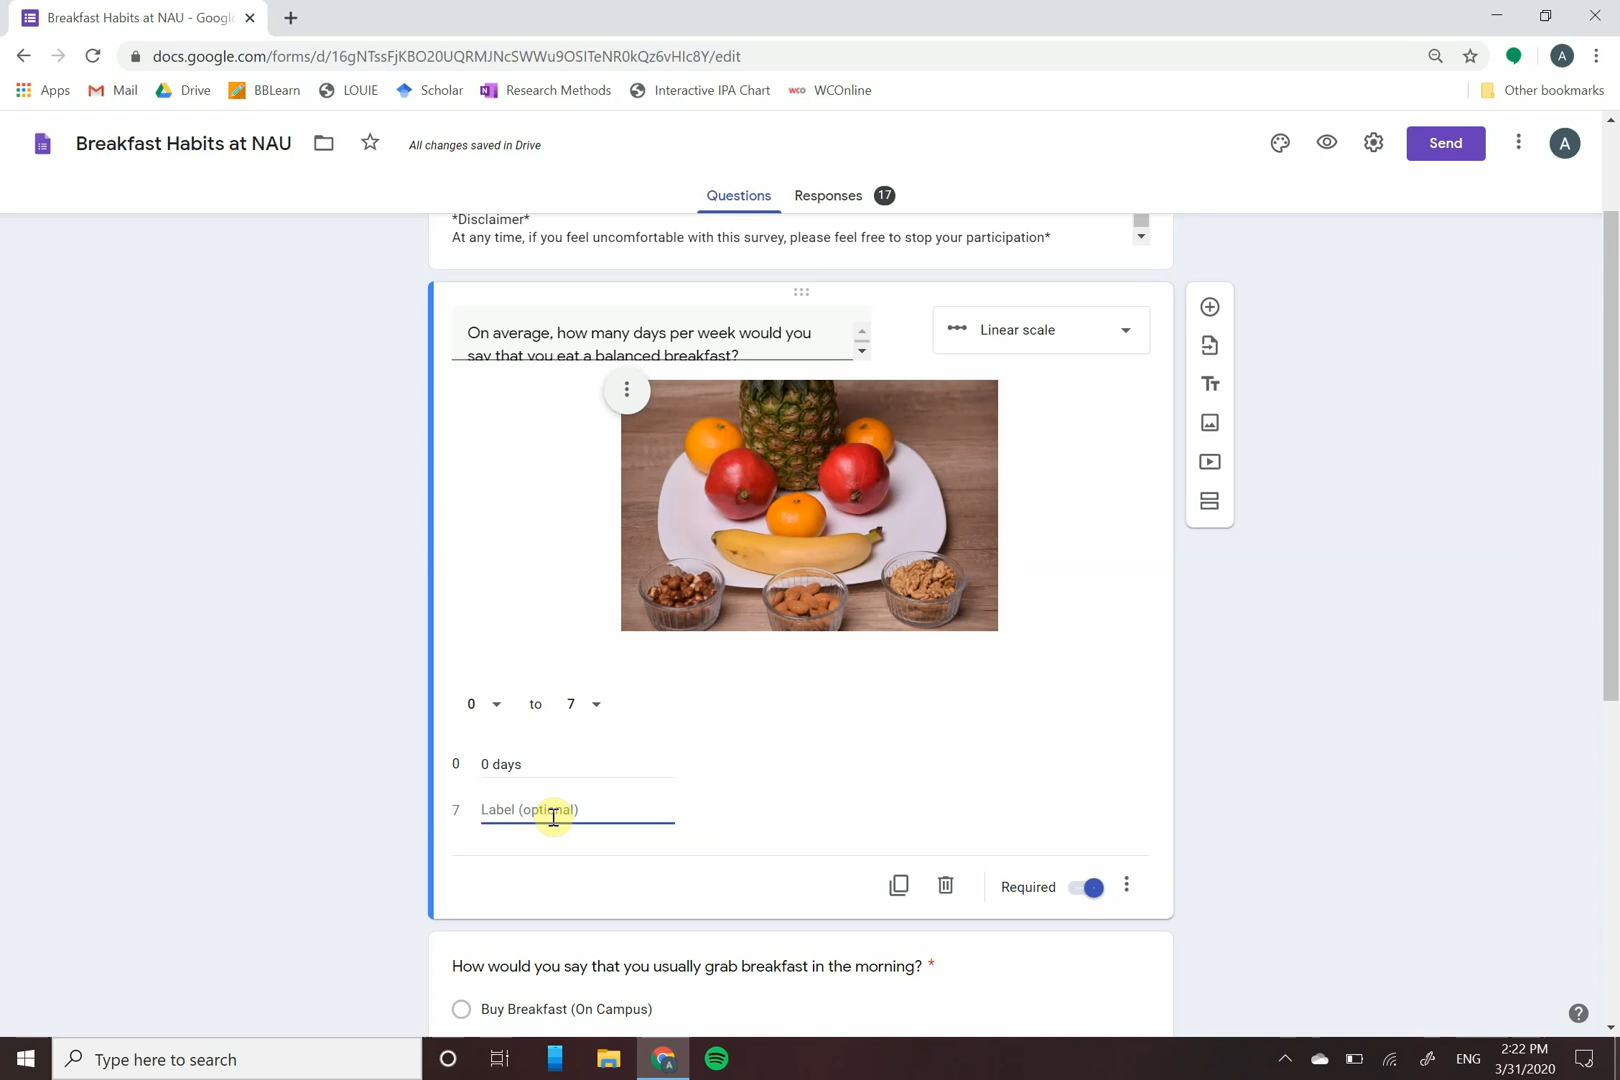 Breakfast Habits at NAU - Googl
docs.google.com/forms/d/16gNTssFjKBO20UQRMJNcSWWu9OSITeNR0kQz6vHIc8Y/edit
Apps Mail Drive BBLearn LOUIE Scholar Research Methods Interactive IPA Chart wco WCOnline Other bookmarks
Breakfast Habits at NAU All changes saved in Drive Send A
Questions Responses 17
*Disclaimer*
At any time, if you feel uncomfortable with this survey, please feel free to stop your participation*
On average, how many days per week would you
say that you eat a balanced breakfast?
Linear scale
0 to 7
0 0 days
7 Label (optional)
Required
How would you say that you usually grab breakfast in the morning? *
Buy Breakfast (On Campus)
Type here to search
ENG
2:22 PM
3/31/2020